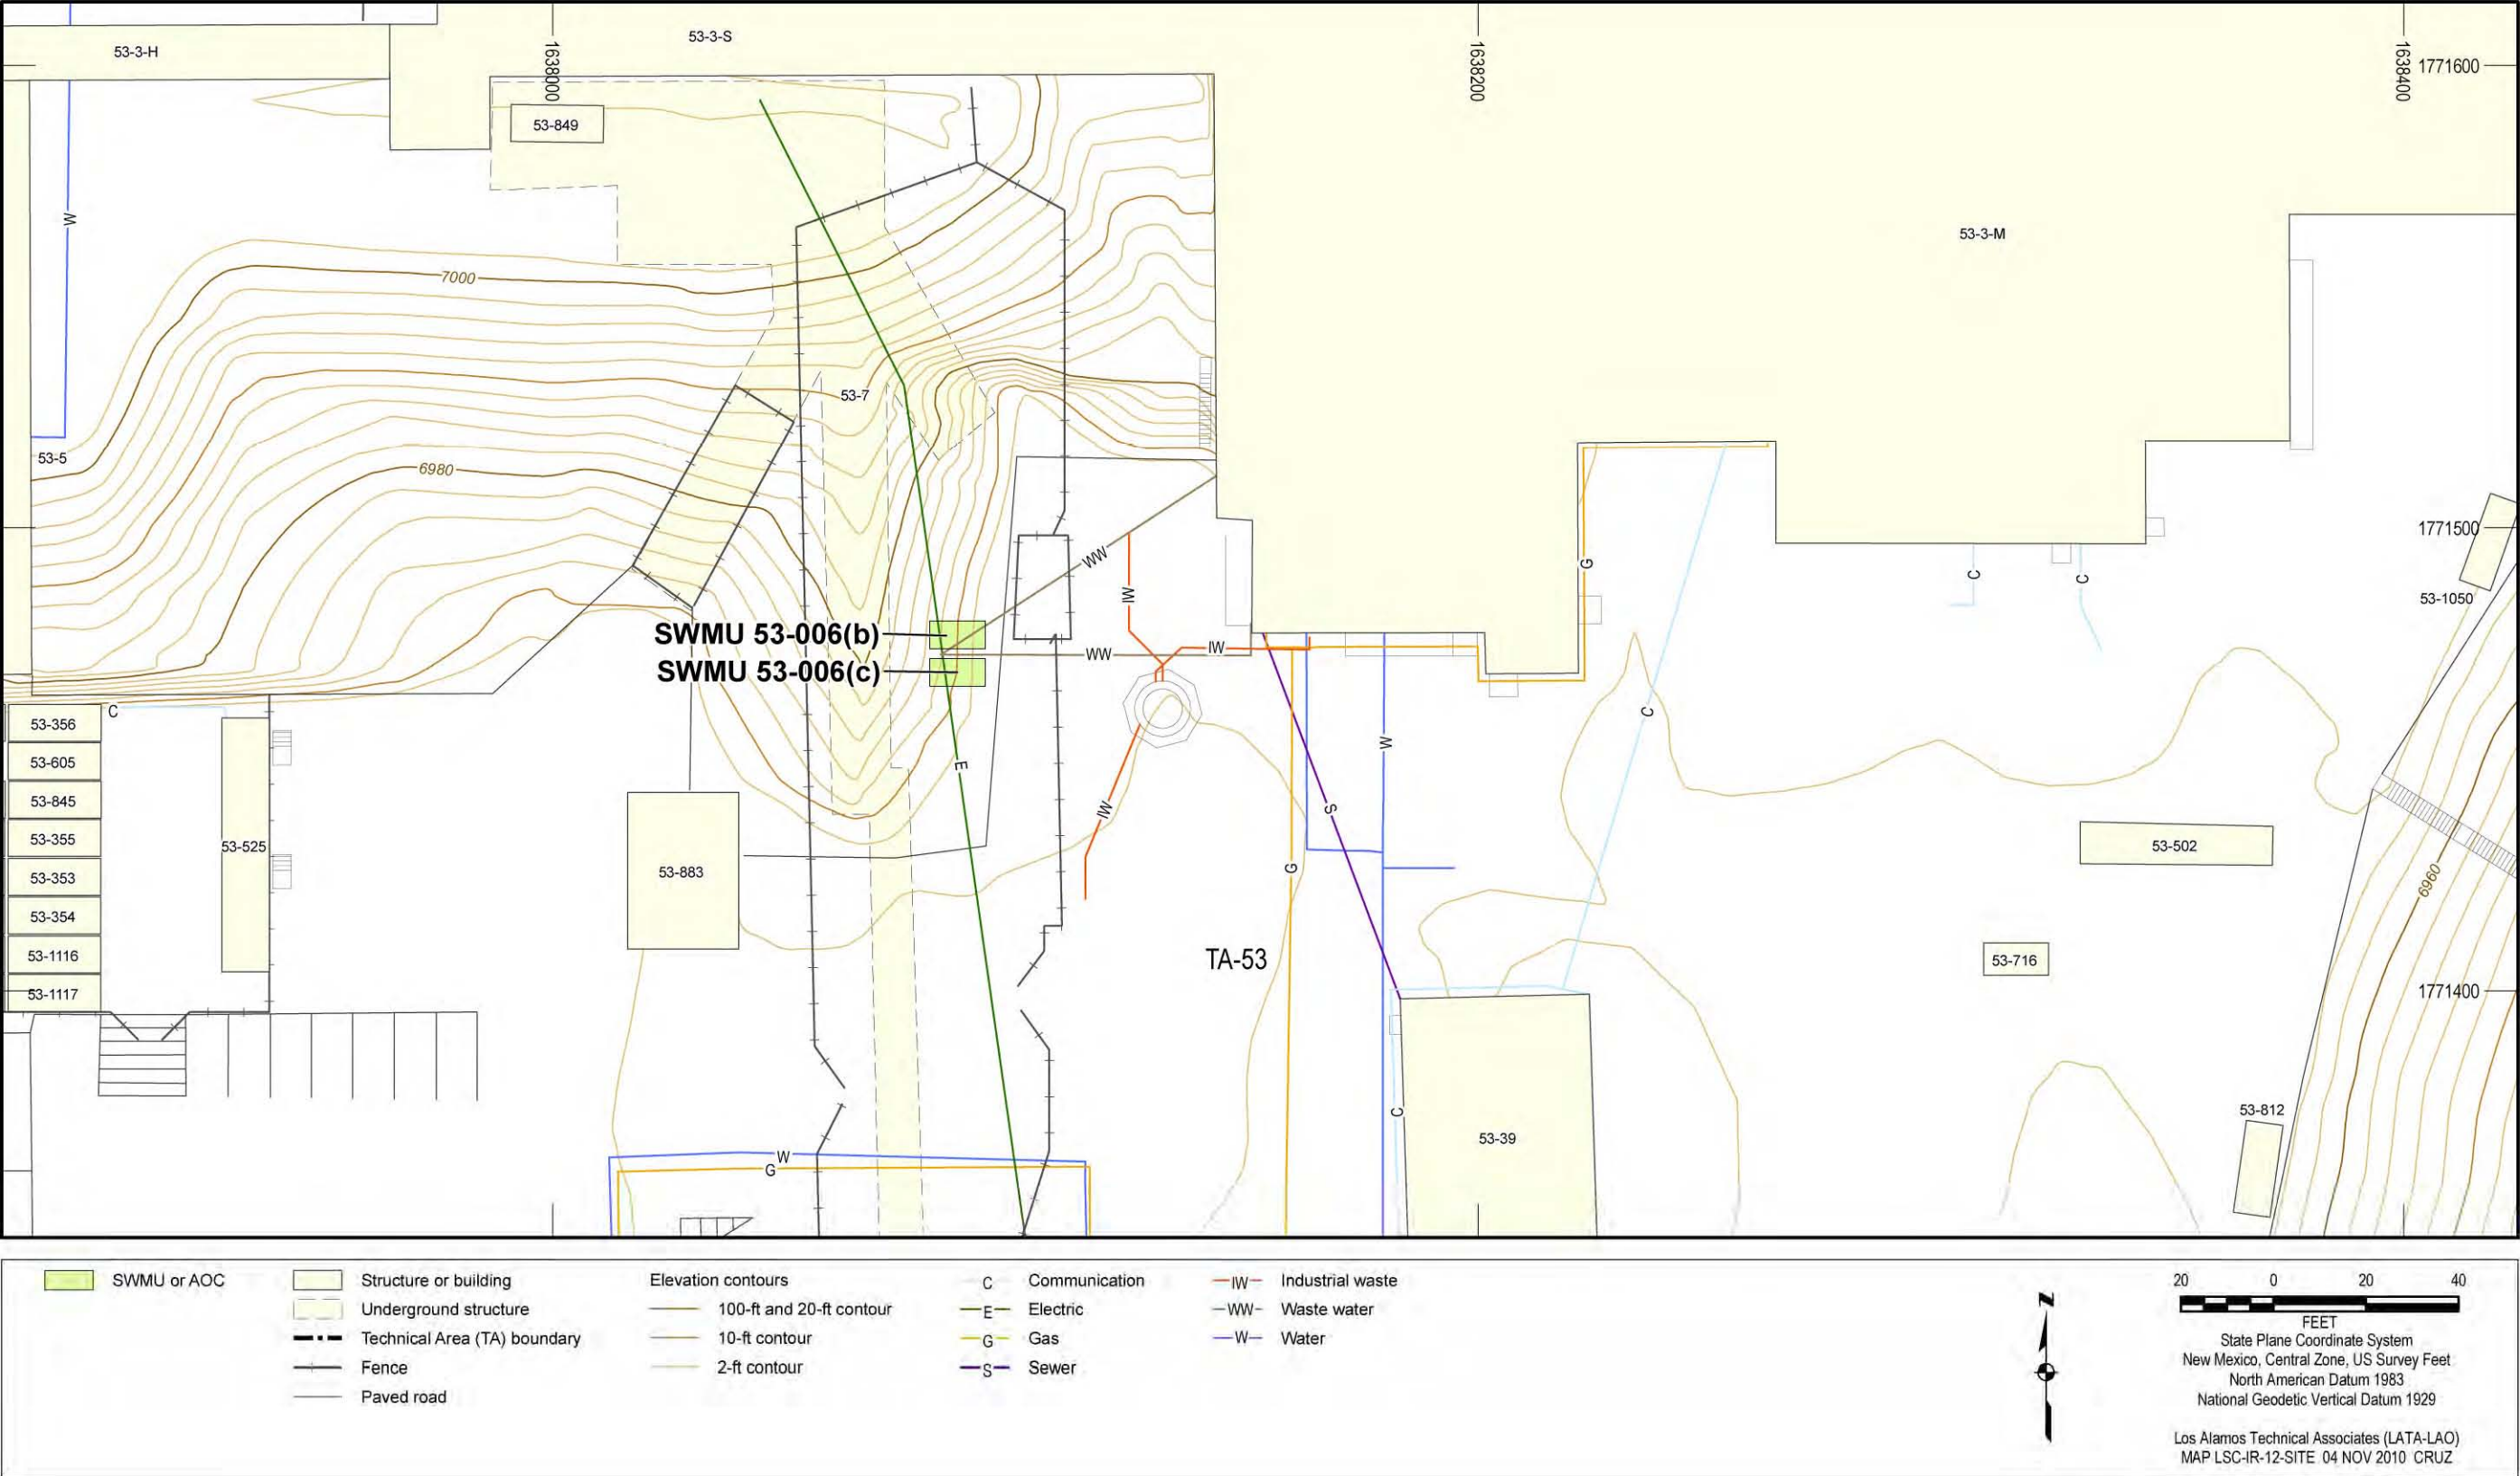 53-3-H
53-3-S
1638000
1638200
1638400
1771600
53-849
W
53-3-M
7000
53-7
53-5
6980
1771500
WW
IW
G
C
C
53-1050
SWMU 53-006(b)
WW
IW
SWMU 53-006(c)
C
C
53-356
53-605
53-845
53-355
53-353
53-354
53-1116
53-1117
53-525
E
W
IW
S
G
53-883
53-502
6960
TA-53
53-716
1771400
C
53-39
53-812
W
G
SWMU or AOC
Structure or building
Underground structure
Technical Area (TA) boundary
Fence
Paved road
Elevation contours
100-ft and 20-ft contour
10-ft contour
2-ft contour
C Communication
E Electric
G Gas
S Sewer
IW Industrial waste
WW Waste water
W Water
N
20 0 20 40
FEET
State Plane Coordinate System
New Mexico, Central Zone, US Survey Feet
North American Datum 1983
National Geodetic Vertical Datum 1929
Los Alamos Technical Associates (LATA-LAO)
MAP LSC-IR-12-SITE 04 NOV 2010 CRUZ